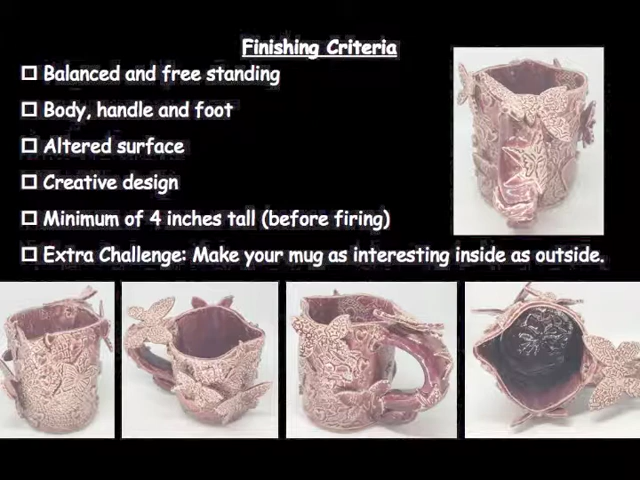 Finishing Criteria
☐ Balanced and free standing
☐ Body, handle and foot
☐ Altered surface
☐ Creative design
☐ Minimum of 4 inches tall (before firing)
☐ Extra Challenge: Make your mug as interesting inside as outside.